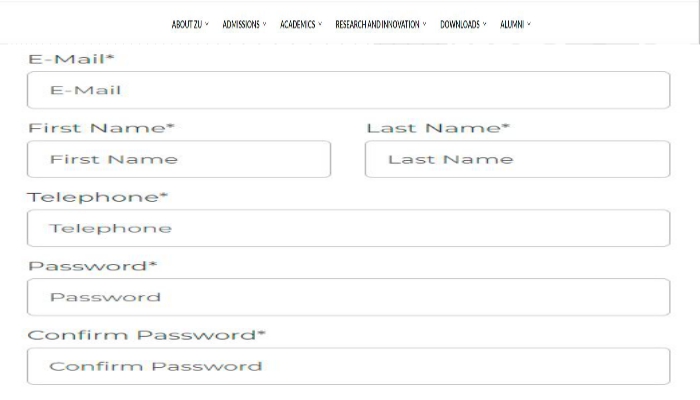 ABOUT ZU ADMISSIONS ACADEMICS RESEARCH AND INNOVATION DOWNLOADS ALUMNI
E-Mail*
E-Mail
First Name* Last Name*
First Name Last Name
Telephone*
Telephone
Password*
Password
Confirm Password*
Confirm Password